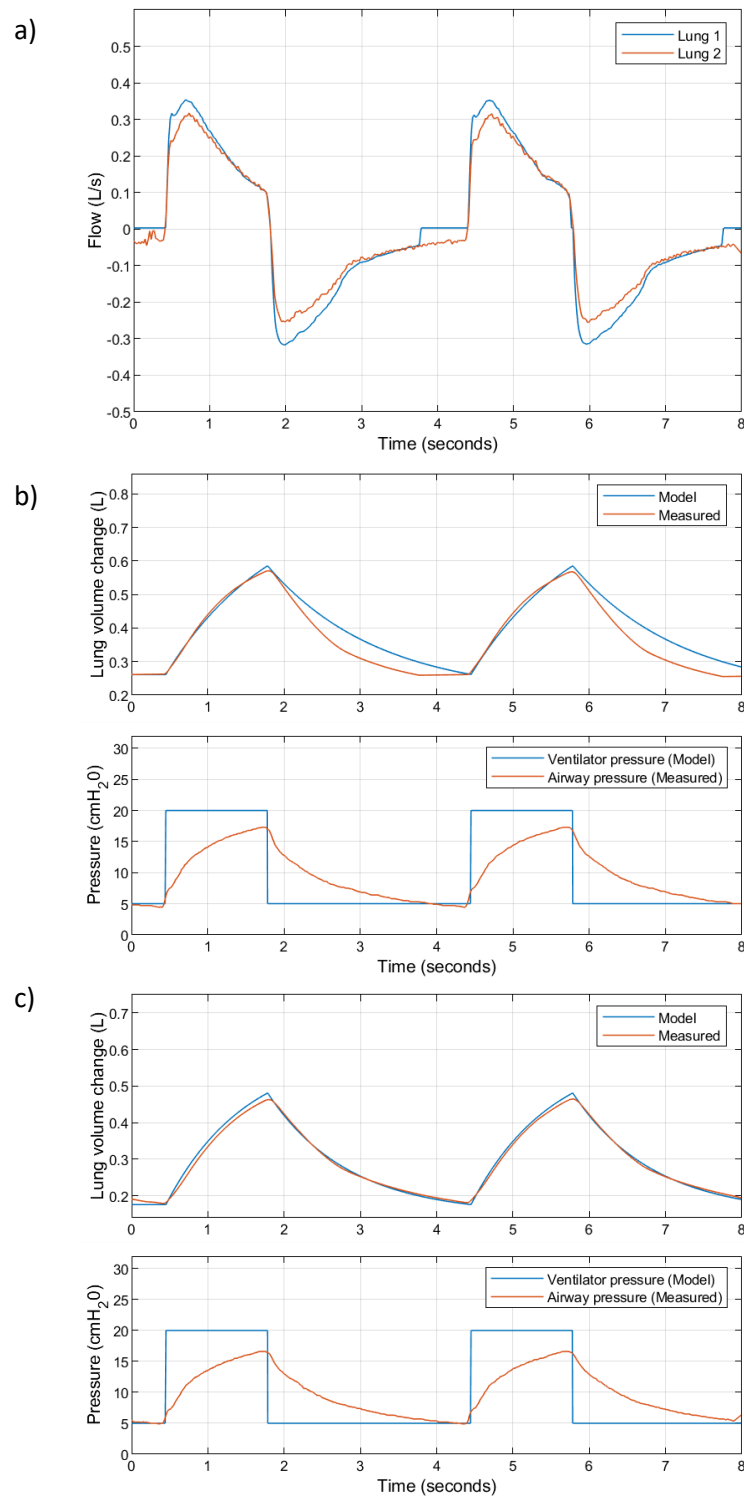 a)
0.5
0.4
0.3
0.2
0.1
0
-0.1
-0.2
-0.3
-0.4
-0.5
Flow (L/s)
Lung 1
Lung 2
0 1 2 3 4 5 6 7 8
Time (seconds)
b)
0.8
0.7
0.6
0.5
0.4
0.3
0.2
Lung volume change (L)
Model
Measured
0 1 2 3 4 5 6 7 8
30
25
20
15
10
5
0
Pressure (cmH₂0)
Ventilator pressure (Model)
Airway pressure (Measured)
0 1 2 3 4 5 6 7 8
Time (seconds)
c)
0.7
0.6
0.5
0.4
0.3
0.2
Lung volume change (L)
Model
Measured
0 1 2 3 4 5 6 7 8
30
25
20
15
10
5
0
Pressure (cmH₂0)
Ventilator pressure (Model)
Airway pressure (Measured)
0 1 2 3 4 5 6 7 8
Time (seconds)